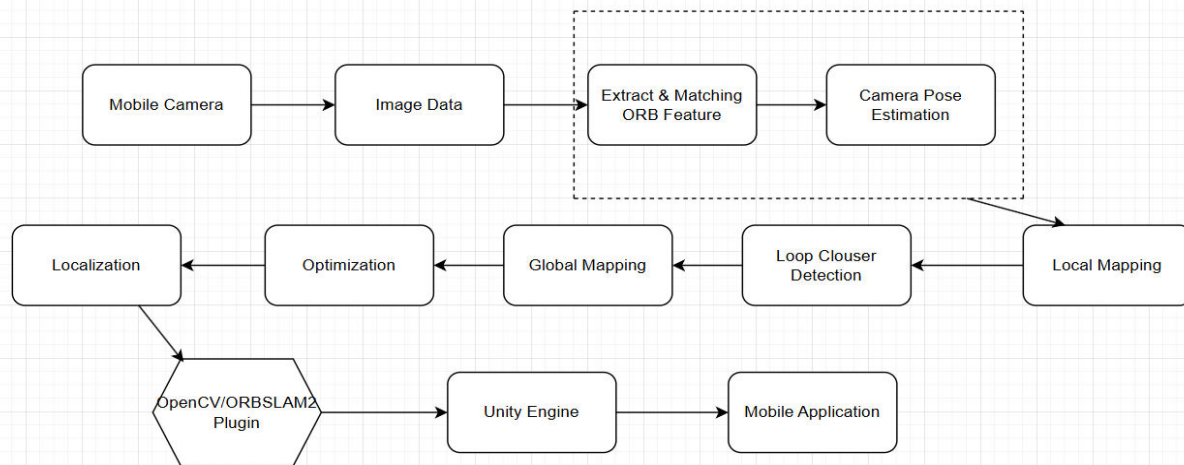 Mobile Camera
Image Data
Extract & Matching
ORB Feature
Camera Pose
Estimation
Localization
Optimization
Global Mapping
Loop Clouser
Detection
Local Mapping
OpenCV/ORBSLAM2
Plugin
Unity Engine
Mobile Application